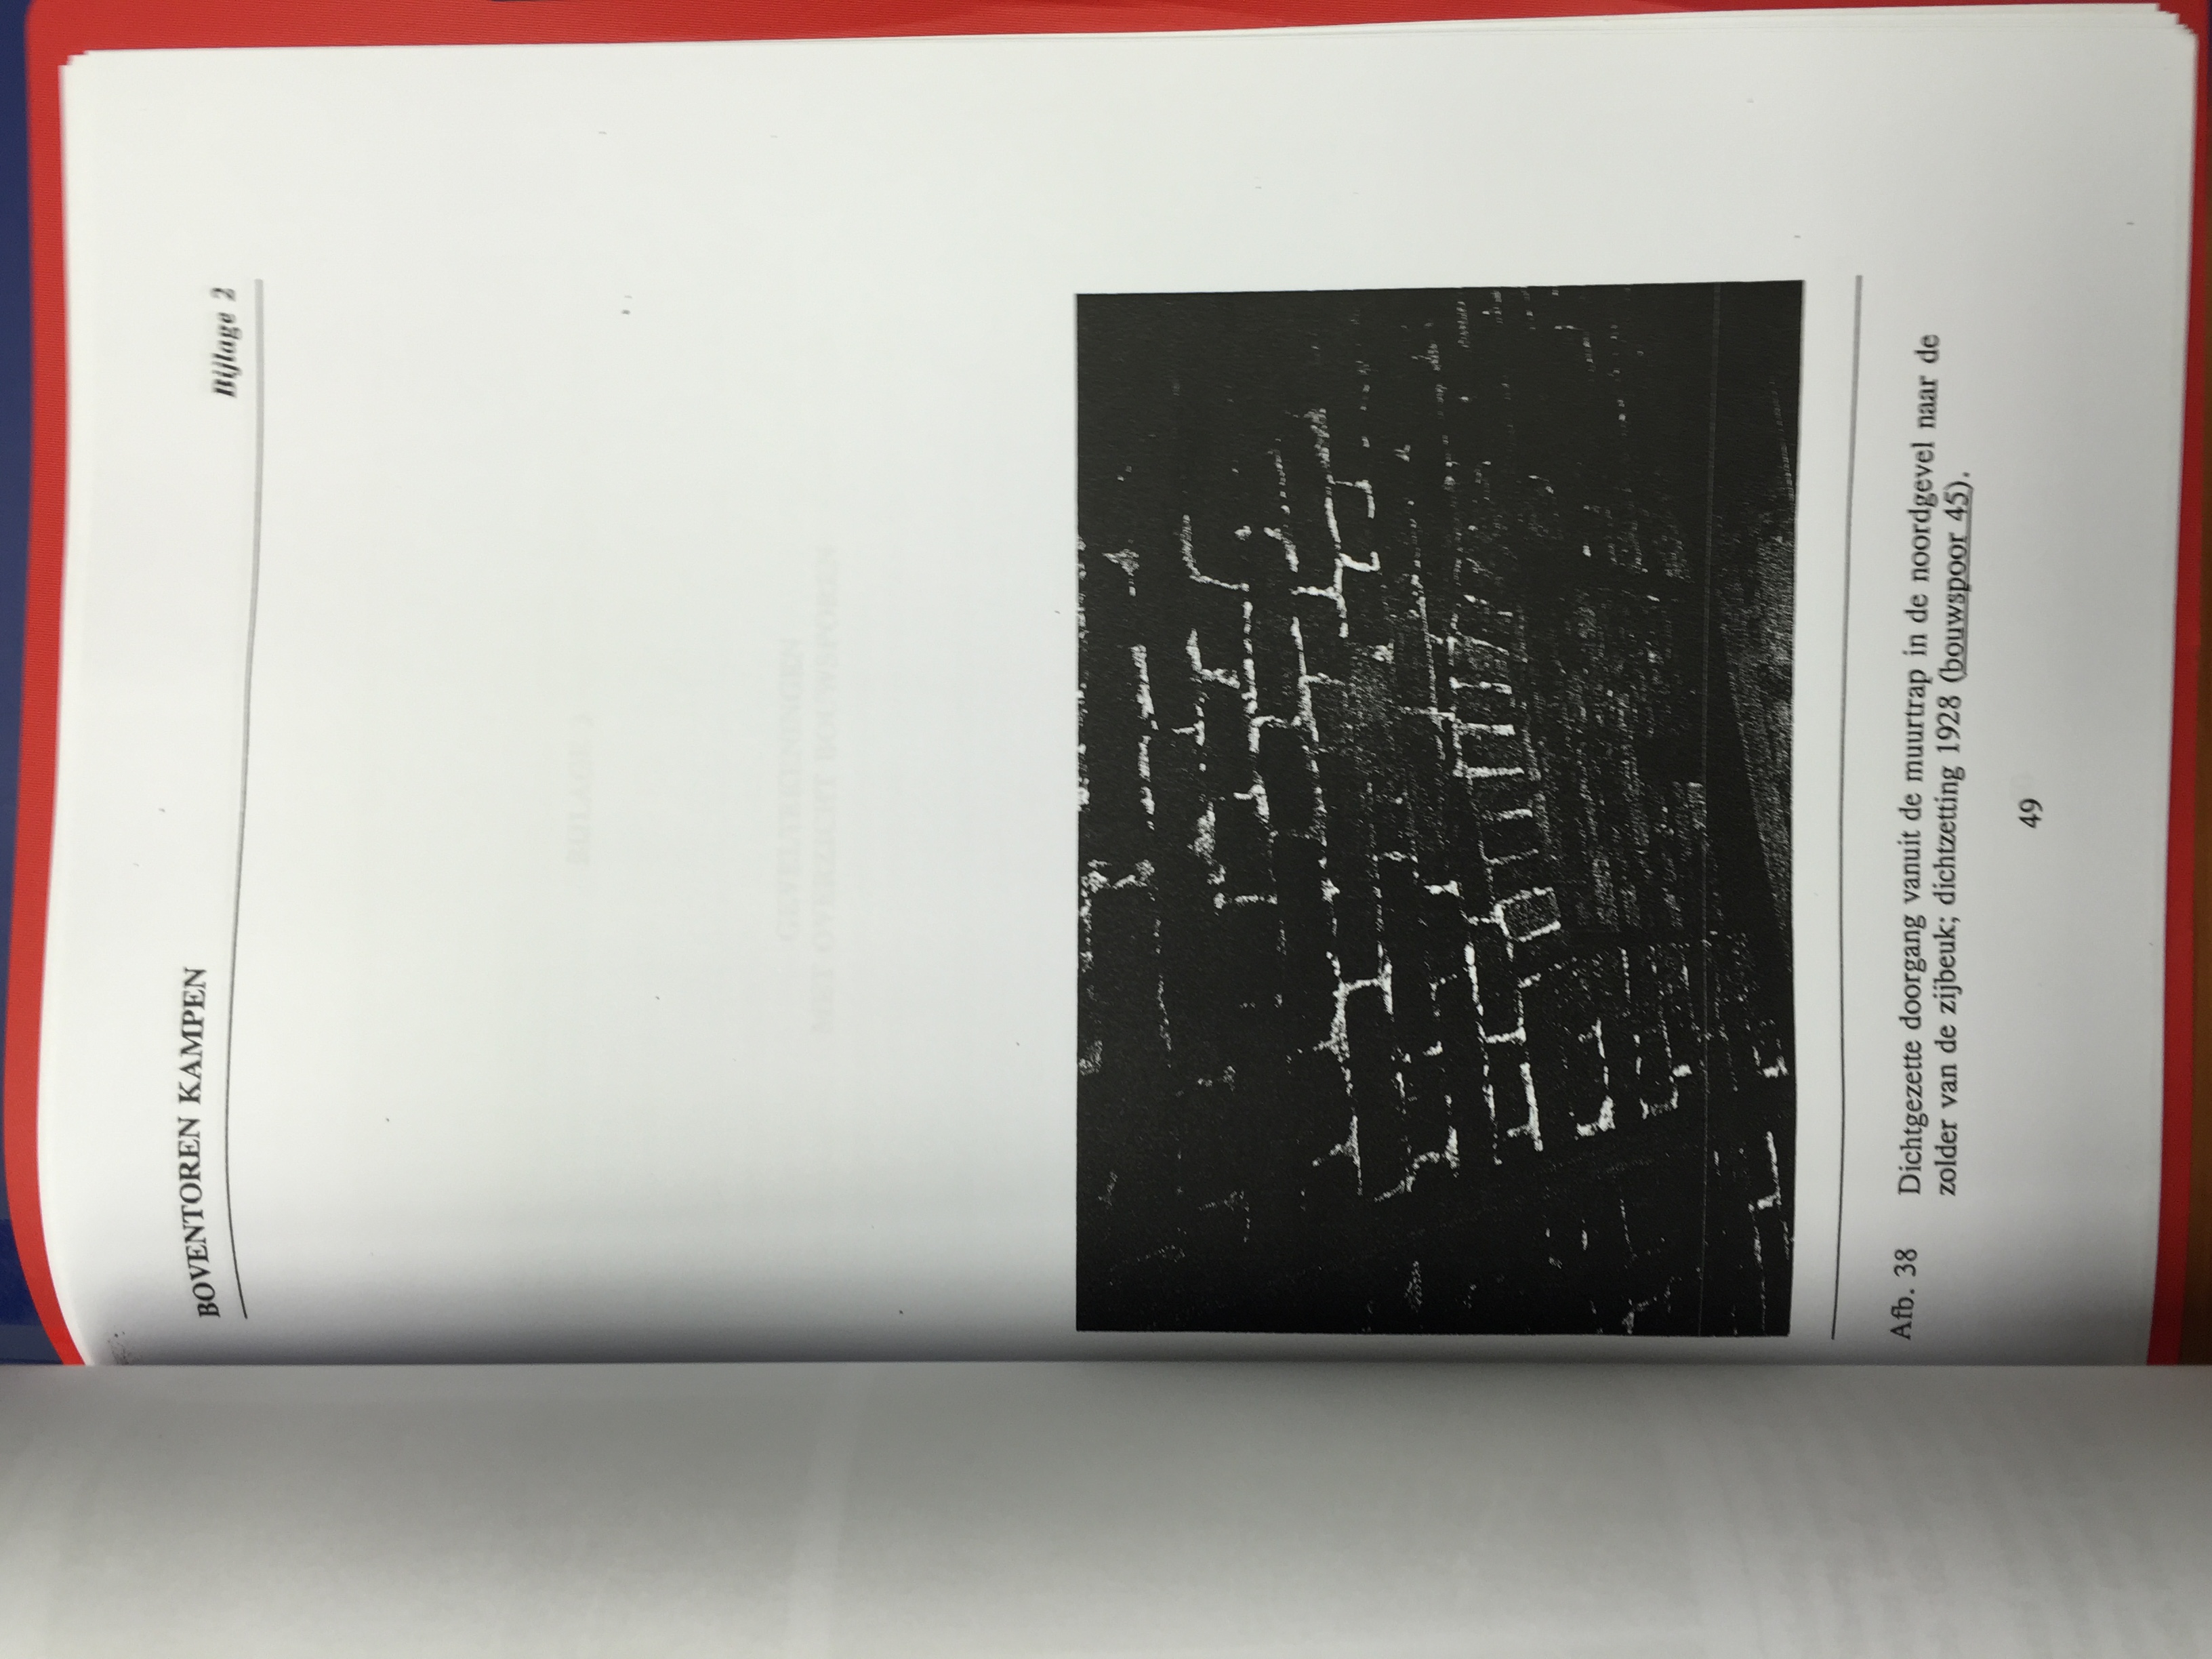 BOVENTOREN KAMPEN
Bijlage 2
Afb. 38 Dichtgezette doorgang vanuit de muurtrap in de noordgevel naar de
zolder van de zijbeuk; dichtzetting 1928 (bouwspoor 45).
49